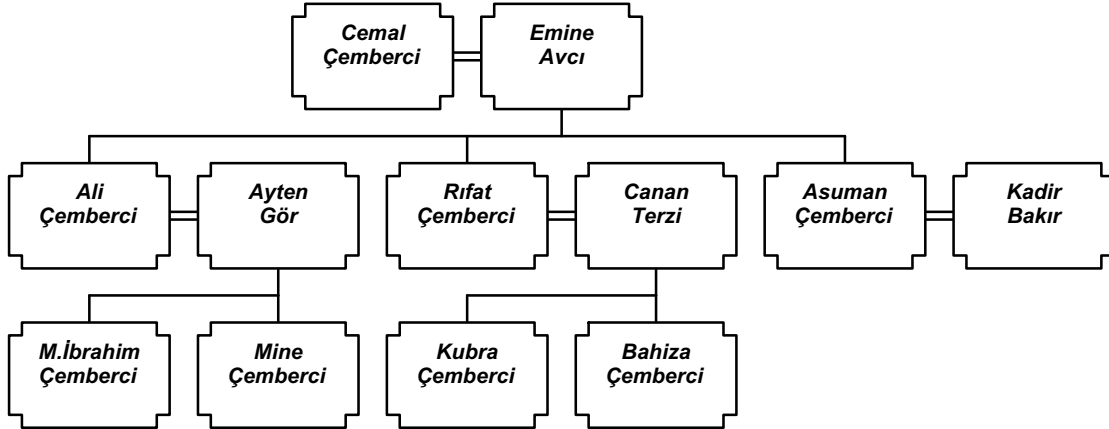 Cemal
Çemberci
Emine
Avcı
Ali
Çemberci
Ayten
Gör
Rıfat
Çemberci
Canan
Terzi
Asuman
Çemberci
Kadir
Bakır
M.İbrahim
Çemberci
Mine
Çemberci
Kubra
Çemberci
Bahiza
Çemberci